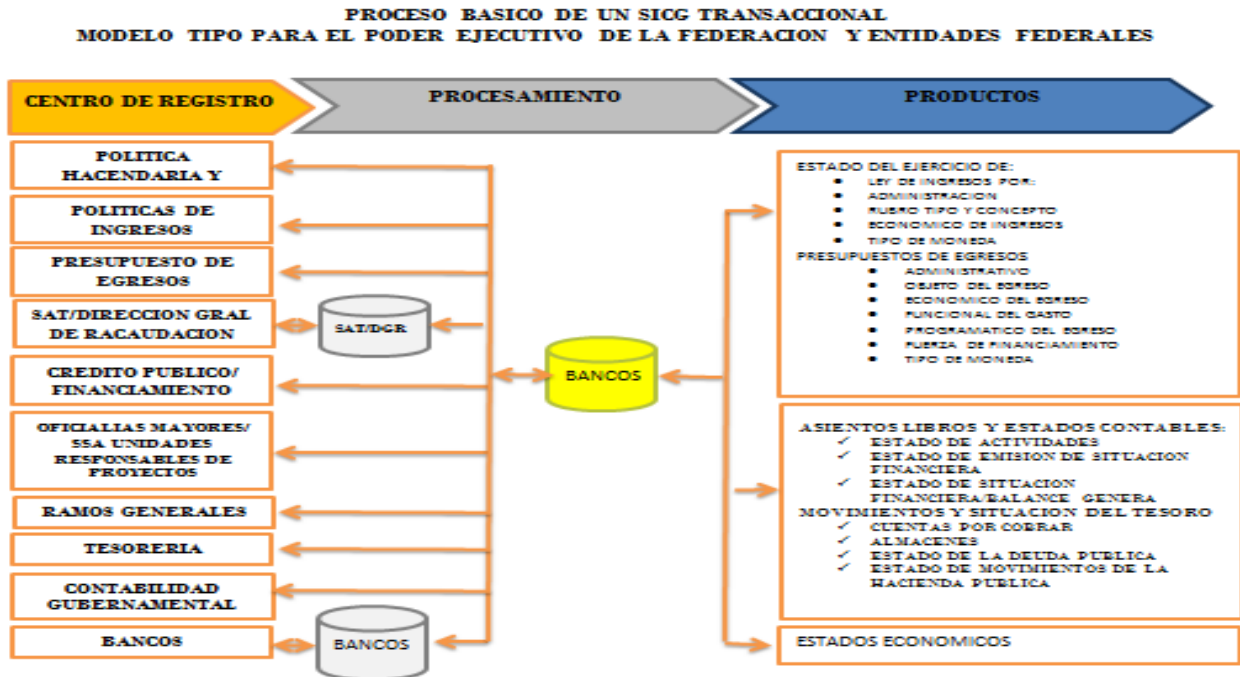 PROCESO BASICO DE UN SICG TRANSACCIONAL
MODELO TIPO PARA EL PODER EJECUTIVO DE LA FEDERACION Y ENTIDADES FEDERALES
CENTRO DE REGISTRO
PROCESAMIENTO
PRODUCTOS
POLITICA
HACENDARIA Y
POLITICAS DE
INGRESOS
PRESUPUESTO DE
EGRESOS
SAT/DIRECCION GRAL
DE RACAUDACION
SAT/DGR
CREDITO PUBLICO/
FINANCIAMIENTO
OFICIALIAS MAYORES/
SSA UNIDADES
RESPONSABLES DE
PROYECTOS
RAMOS GENERALES
TESORERIA
CONTABILIDAD
GUBERNAMENTAL
BANCOS
BANCOS
BANCOS
ESTADO DEL EJERCICIO DE:
● LEY DE INGRESOS POR:
● ADMINISTRACION
● RUBRO TIPO Y CONCEPTO
● ECONOMICO DE INGRESOS
● TIPO DE MONEDA
PRESUPUESTOS DE EGRESOS
● ADMINISTRATIVO
● OBJETO DEL EGRESO
● ECONOMICO DEL EGRESO
● FUNCIONAL DEL GASTO
● PROGRAMATICO DEL EGRESO
● FUERZA DE FINANCIAMIENTO
● TIPO DE MONEDA
ASIENTOS LIBROS Y ESTADOS CONTABLES:
✓ ESTADO DE ACTIVIDADES
✓ ESTADO DE EMISION DE SITUACION
FINANCIERA
✓ ESTADO DE SITUACION
FINANCIERA/BALANCE GENERA
MOVIMIENTOS Y SITUACION DEL TESORO
✓ CUENTAS POR COBRAR
✓ ALMACENES
✓ ESTADO DE LA DEUDA PUBLICA
✓ ESTADO DE MOVIMIENTOS DE LA
HACIENDA PUBLICA
ESTADOS ECONOMICOS